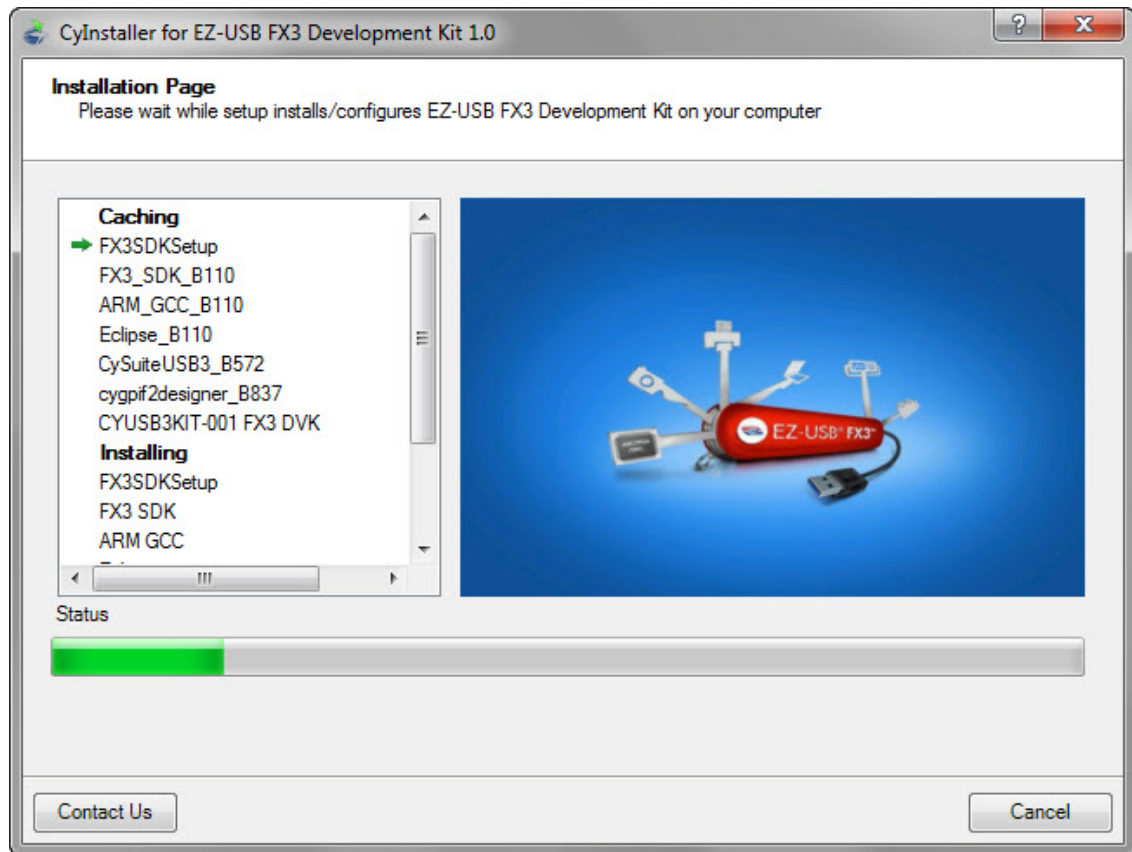 CyInstaller for EZ-USB FX3 Development Kit 1.0
Installation Page
Please wait while setup installs/configures EZ-USB FX3 Development Kit on your computer
Caching
FX3SDKSetup
FX3_SDK_B110
ARM_GCC_B110
Eclipse_B110
CySuiteUSB3_B572
cygpif2designer_B837
CYUSB3KIT-001 FX3 DVK
Installing
FX3SDKSetup
FX3 SDK
ARM GCC
EZ-USB® FX3™
Status
Contact Us
Cancel